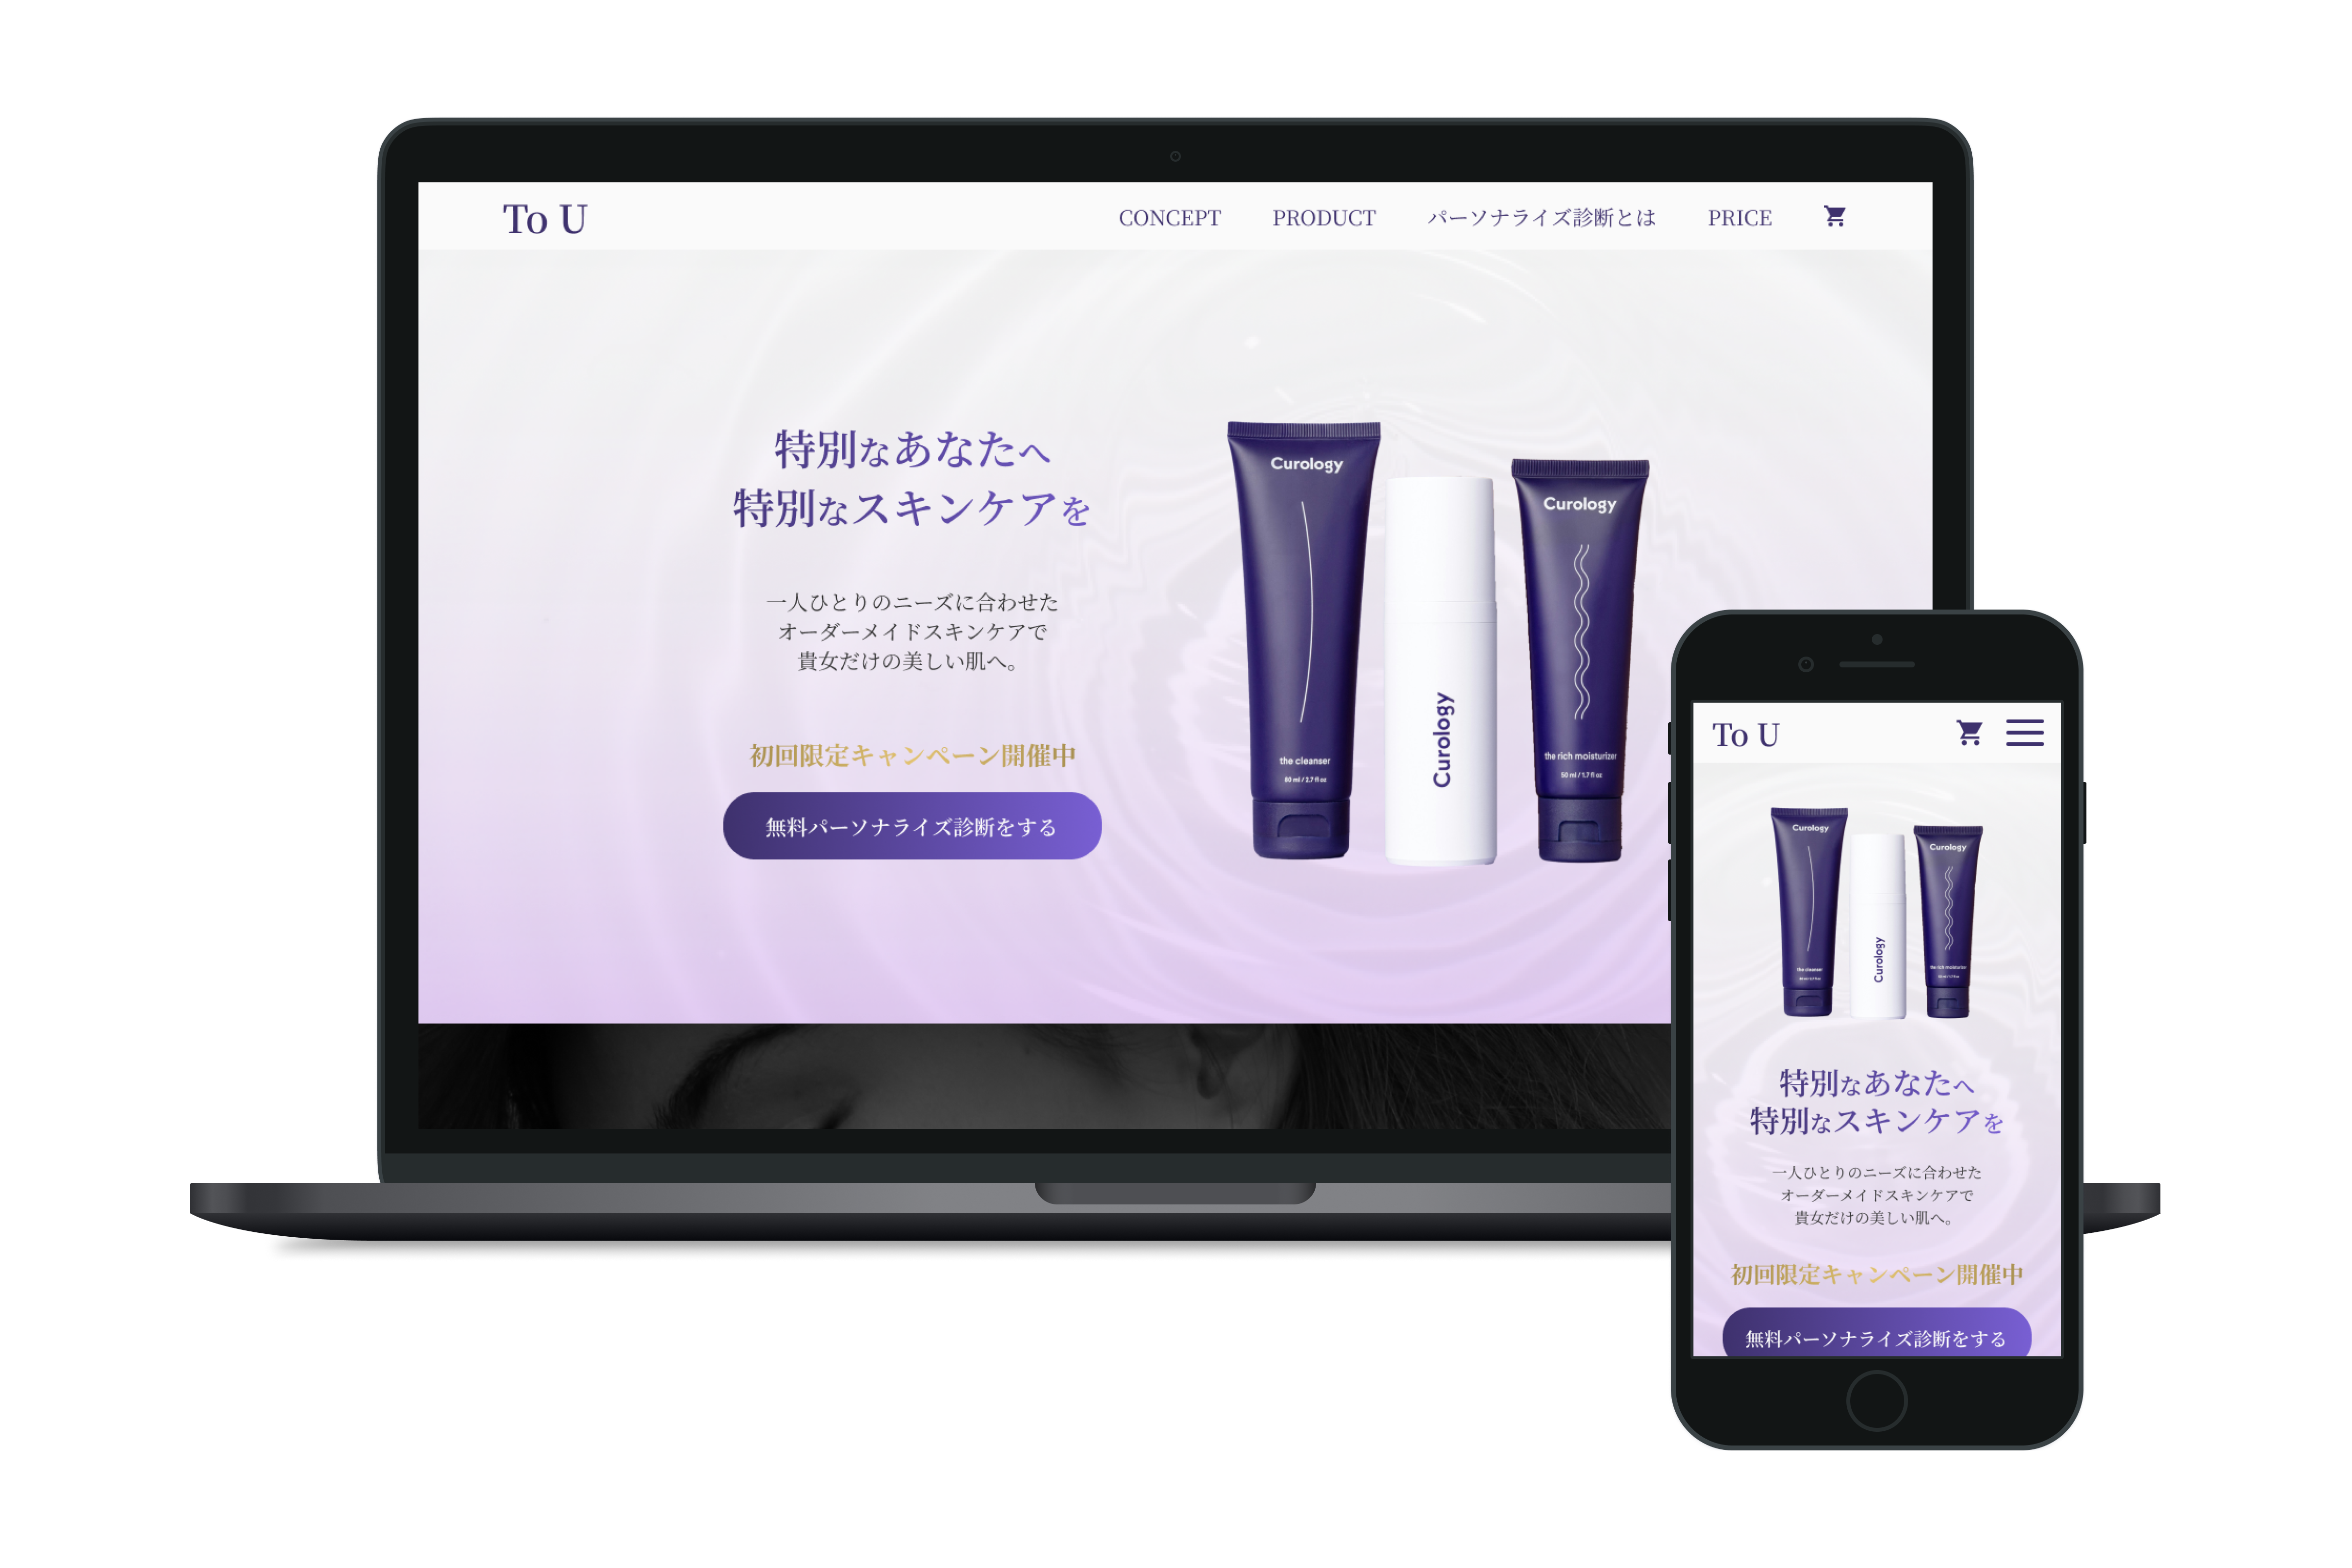 To U
CONCEPT PRODUCT パーソナライズ診断とは PRICE
特別なあなたへ
特別なスキンケアを
一人ひとりのニーズに合わせた
オーダーメイドスキンケアで
貴女だけの美しい肌へ。
初回限定キャンペーン開催中
無料パーソナライズ診断をする
Curology
the cleanser
80 ml / 2.7 fl oz
Curology
Curology
the rich moisturizer
50 ml / 1.7 fl oz
To U
Curology
the cleanser
Curology
Curology
the rich moisturizer
特別なあなたへ
特別なスキンケアを
一人ひとりのニーズに合わせた
オーダーメイドスキンケアで
貴女だけの美しい肌へ。
初回限定キャンペーン開催中
無料パーソナライズ診断をする